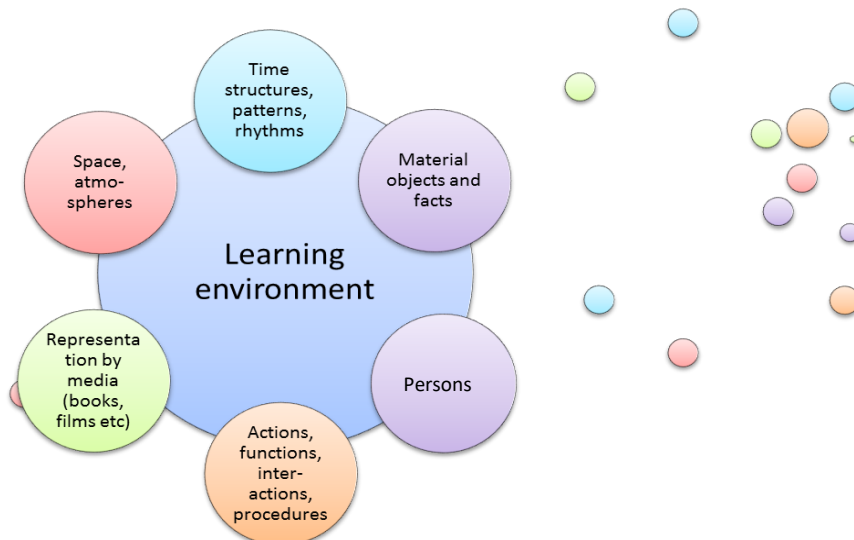 Time
structures,
patterns,
rhythms
Space,
atmo-
spheres
Material
objects and
facts
Learning
environment
Representa
tion by
media
(books,
films etc)
Persons
Actions,
functions,
inter-
actions,
procedures